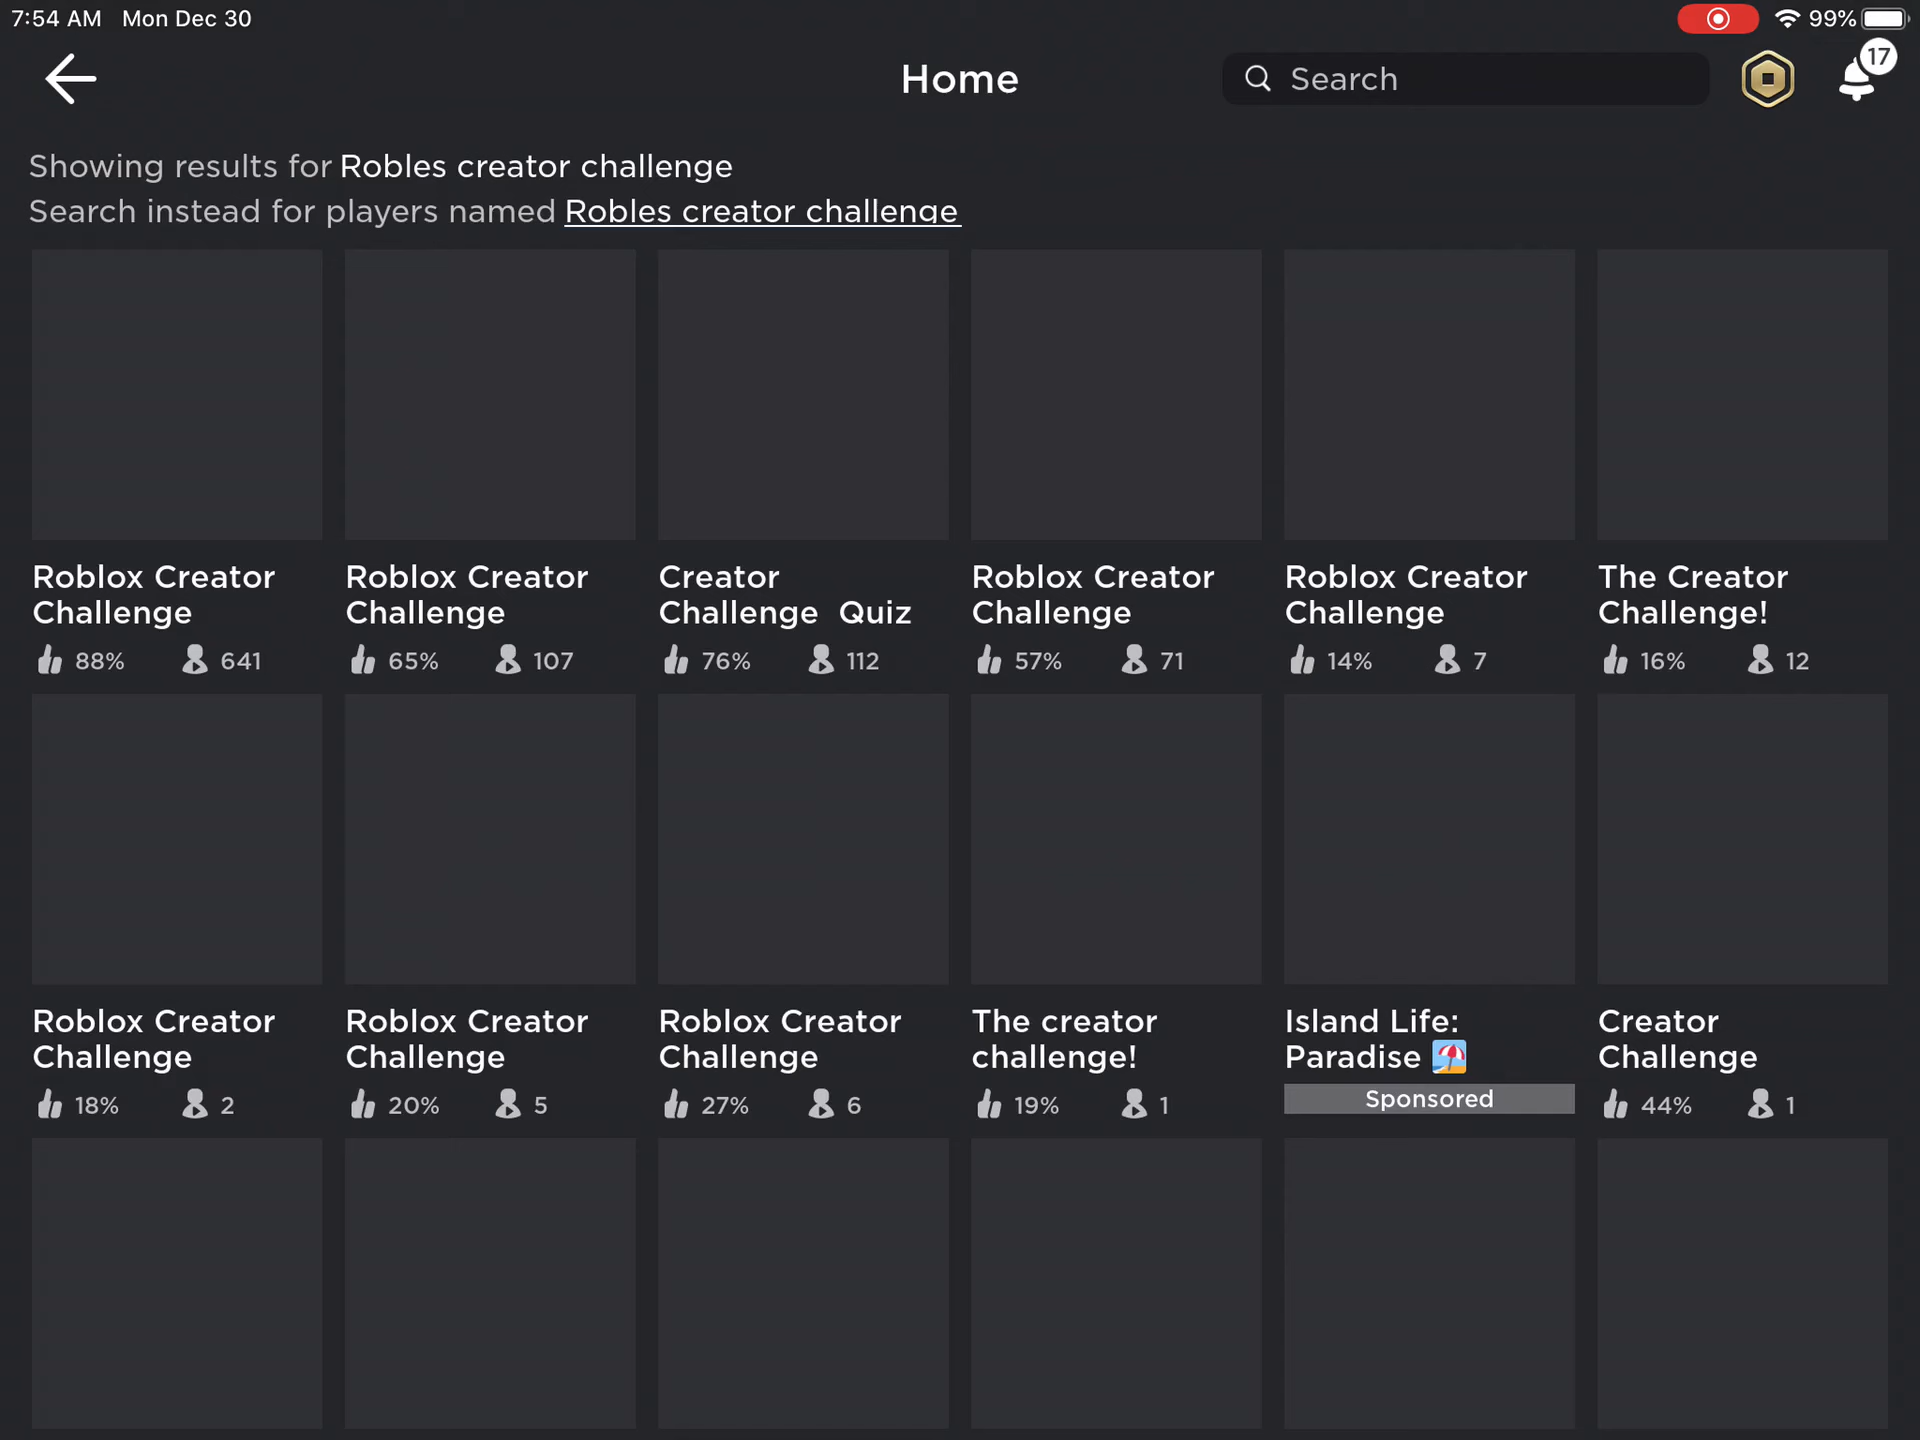 7:54 AM Mon Dec 30
99%
Home
Search
17
Showing results for Robles creator challenge
Search instead for players named Robles creator challenge
Roblox Creator
Challenge
88% 641
Roblox Creator
Challenge
65% 107
Creator
Challenge Quiz
76% 112
Roblox Creator
Challenge
57% 71
Roblox Creator
Challenge
14% 7
The Creator
Challenge!
16% 12
Roblox Creator
Challenge
18% 2
Roblox Creator
Challenge
20% 5
Roblox Creator
Challenge
27% 6
The creator
challenge!
19% 1
Island Life:
Paradise 🏖️
Sponsored
Creator
Challenge
44% 1